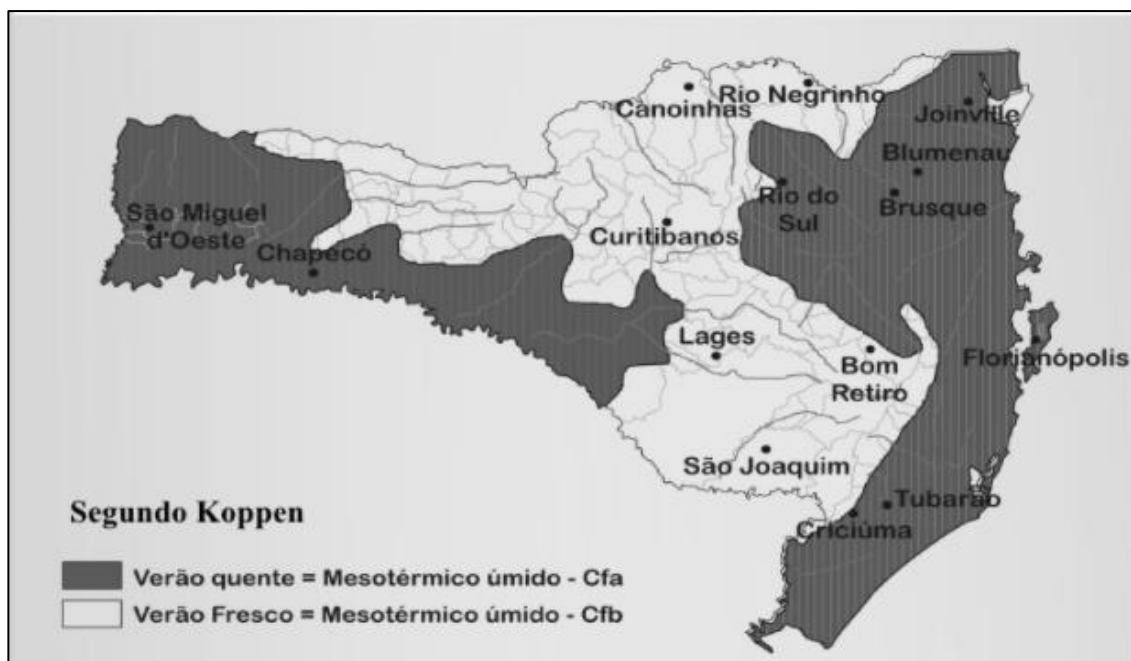 Canoinhas
Rio Negrinho
Joinville
Blumenau
Rio do
Sul
Brusque
São Miguel
d'Oeste
Chapecó
Curitibanos
Lages
Bom
Retiro
Florianópolis
São Joaquim
Tubarão
Criciúma
Segundo Koppen
Verão quente = Mesotérmico úmido - Cfa
Verão Fresco = Mesotérmico úmido - Cfb